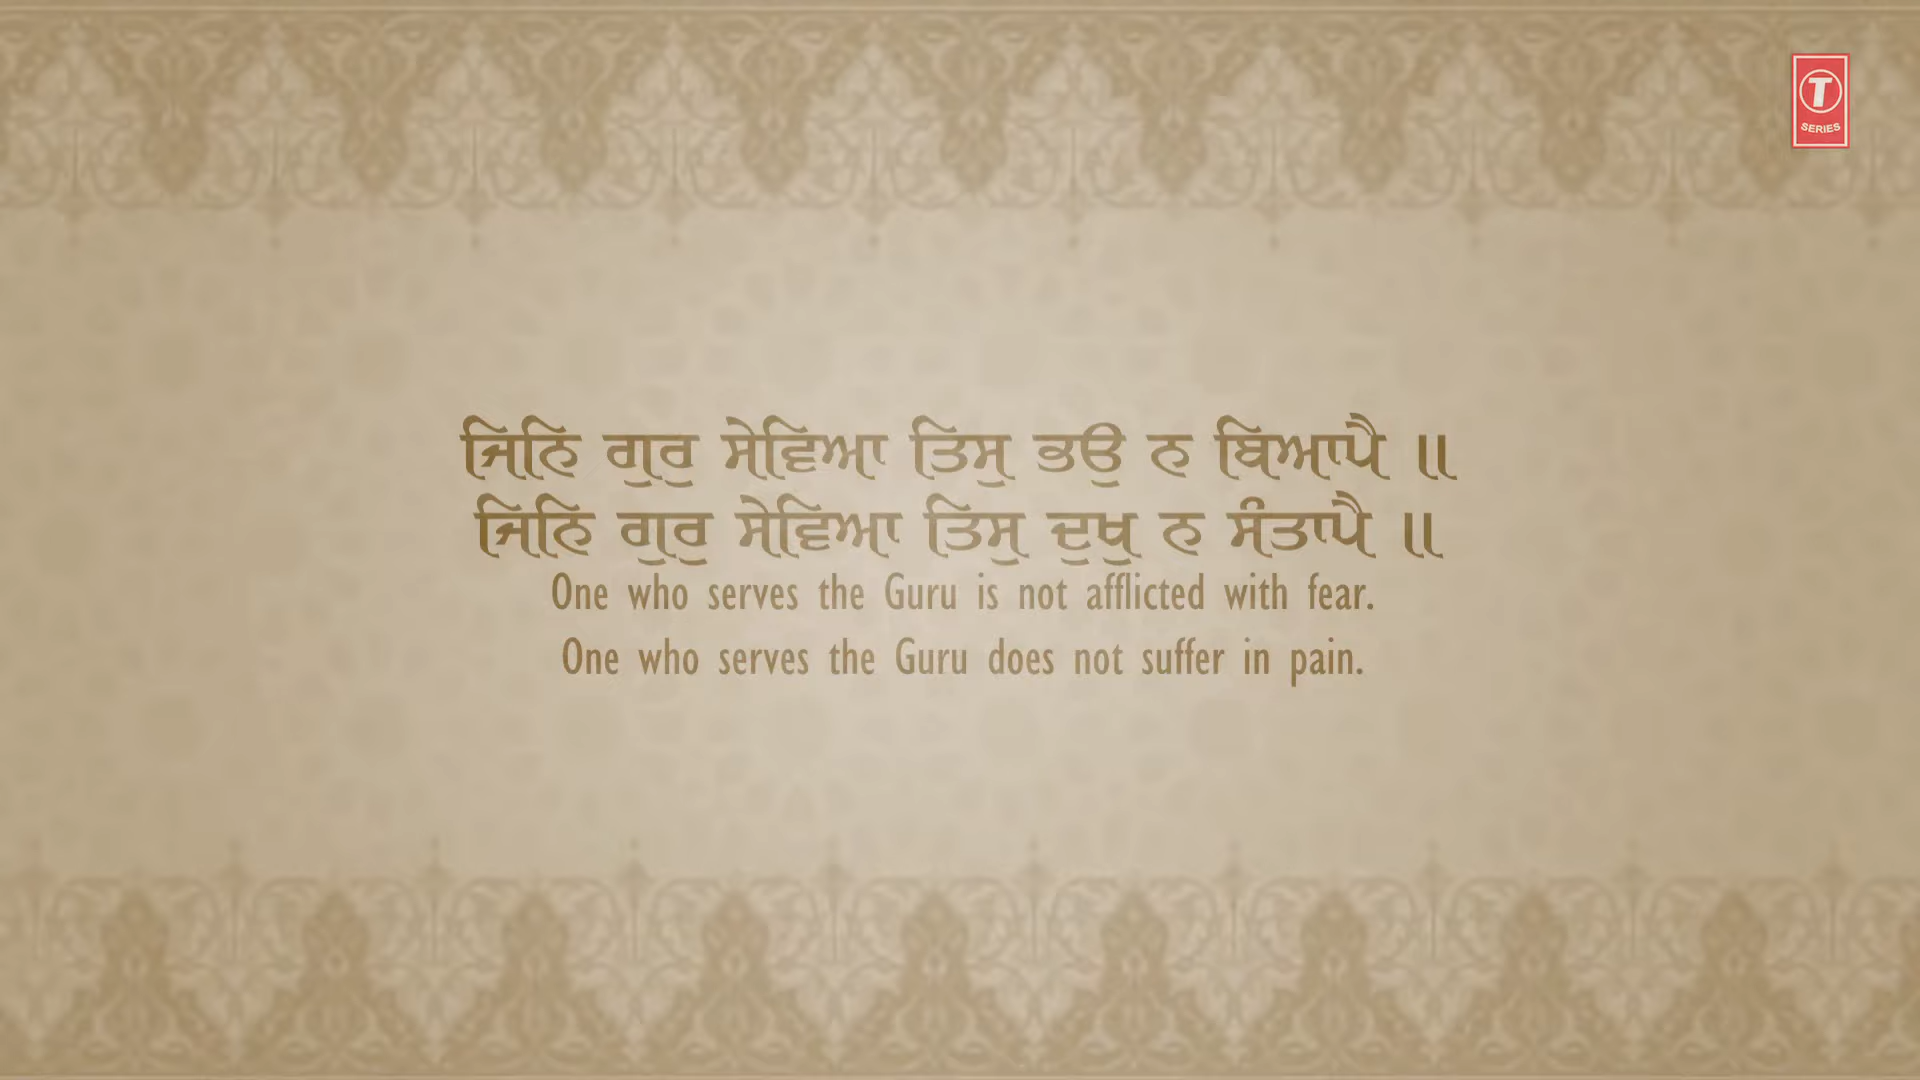 T
SERIES
ਜਿਨਿ ਗੁਰੁ ਸੇਵਿਆ ਤਿਸੁ ਭਉ ਨ ਬਿਆਪੈ ॥
ਜਿਨਿ ਗੁਰੁ ਸੇਵਿਆ ਤਿਸੁ ਦੁਖੁ ਨ ਸੰਤਾਪੈ ॥
One who serves the Guru is not afflicted with fear.
One who serves the Guru does not suffer in pain.